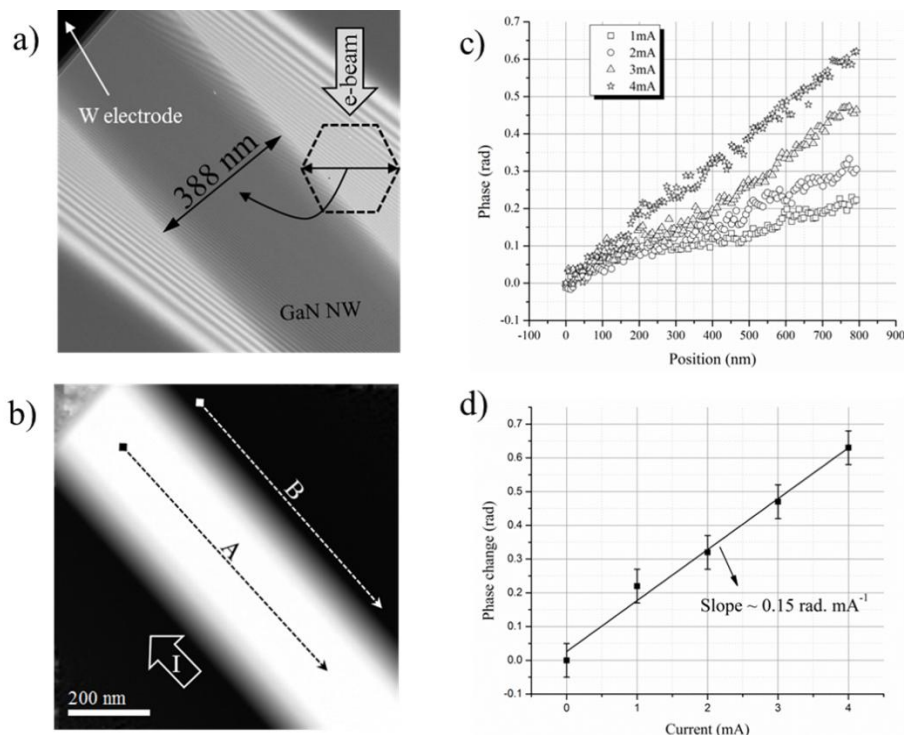 a)
W electrode
e-beam
388 nm
GaN NW
b)
A
B
I
200 nm
c)
1mA
2mA
3mA
4mA
0.7
0.6
0.5
0.4
0.3
0.2
0.1
0.0
-0.1
Phase (rad)
-100 0 100 200 300 400 500 600 700 800 900
Position (nm)
d)
0.7
0.6
0.5
0.4
0.3
0.2
0.1
0.0
-0.1
Phase change (rad)
Slope ~ 0.15 rad. mA⁻¹
0 1 2 3 4
Current (mA)